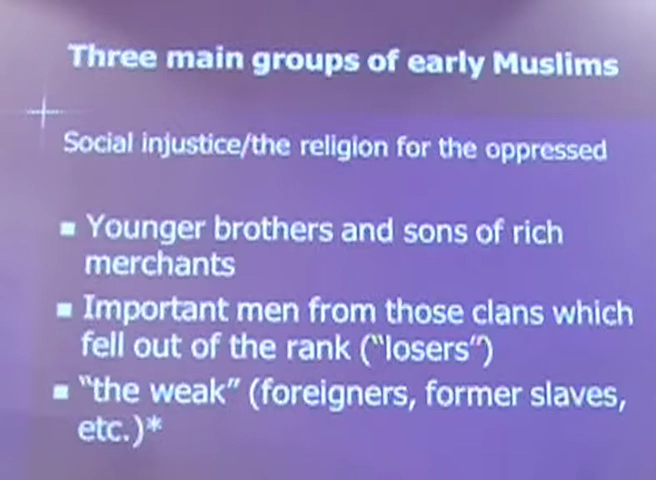 Three main groups of early Muslims
Social injustice/the religion for the oppressed
▪ Younger brothers and sons of rich
merchants
▪ Important men from those clans which
fell out of the rank (“losers”)
▪ “the weak” (foreigners, former slaves,
etc.)*